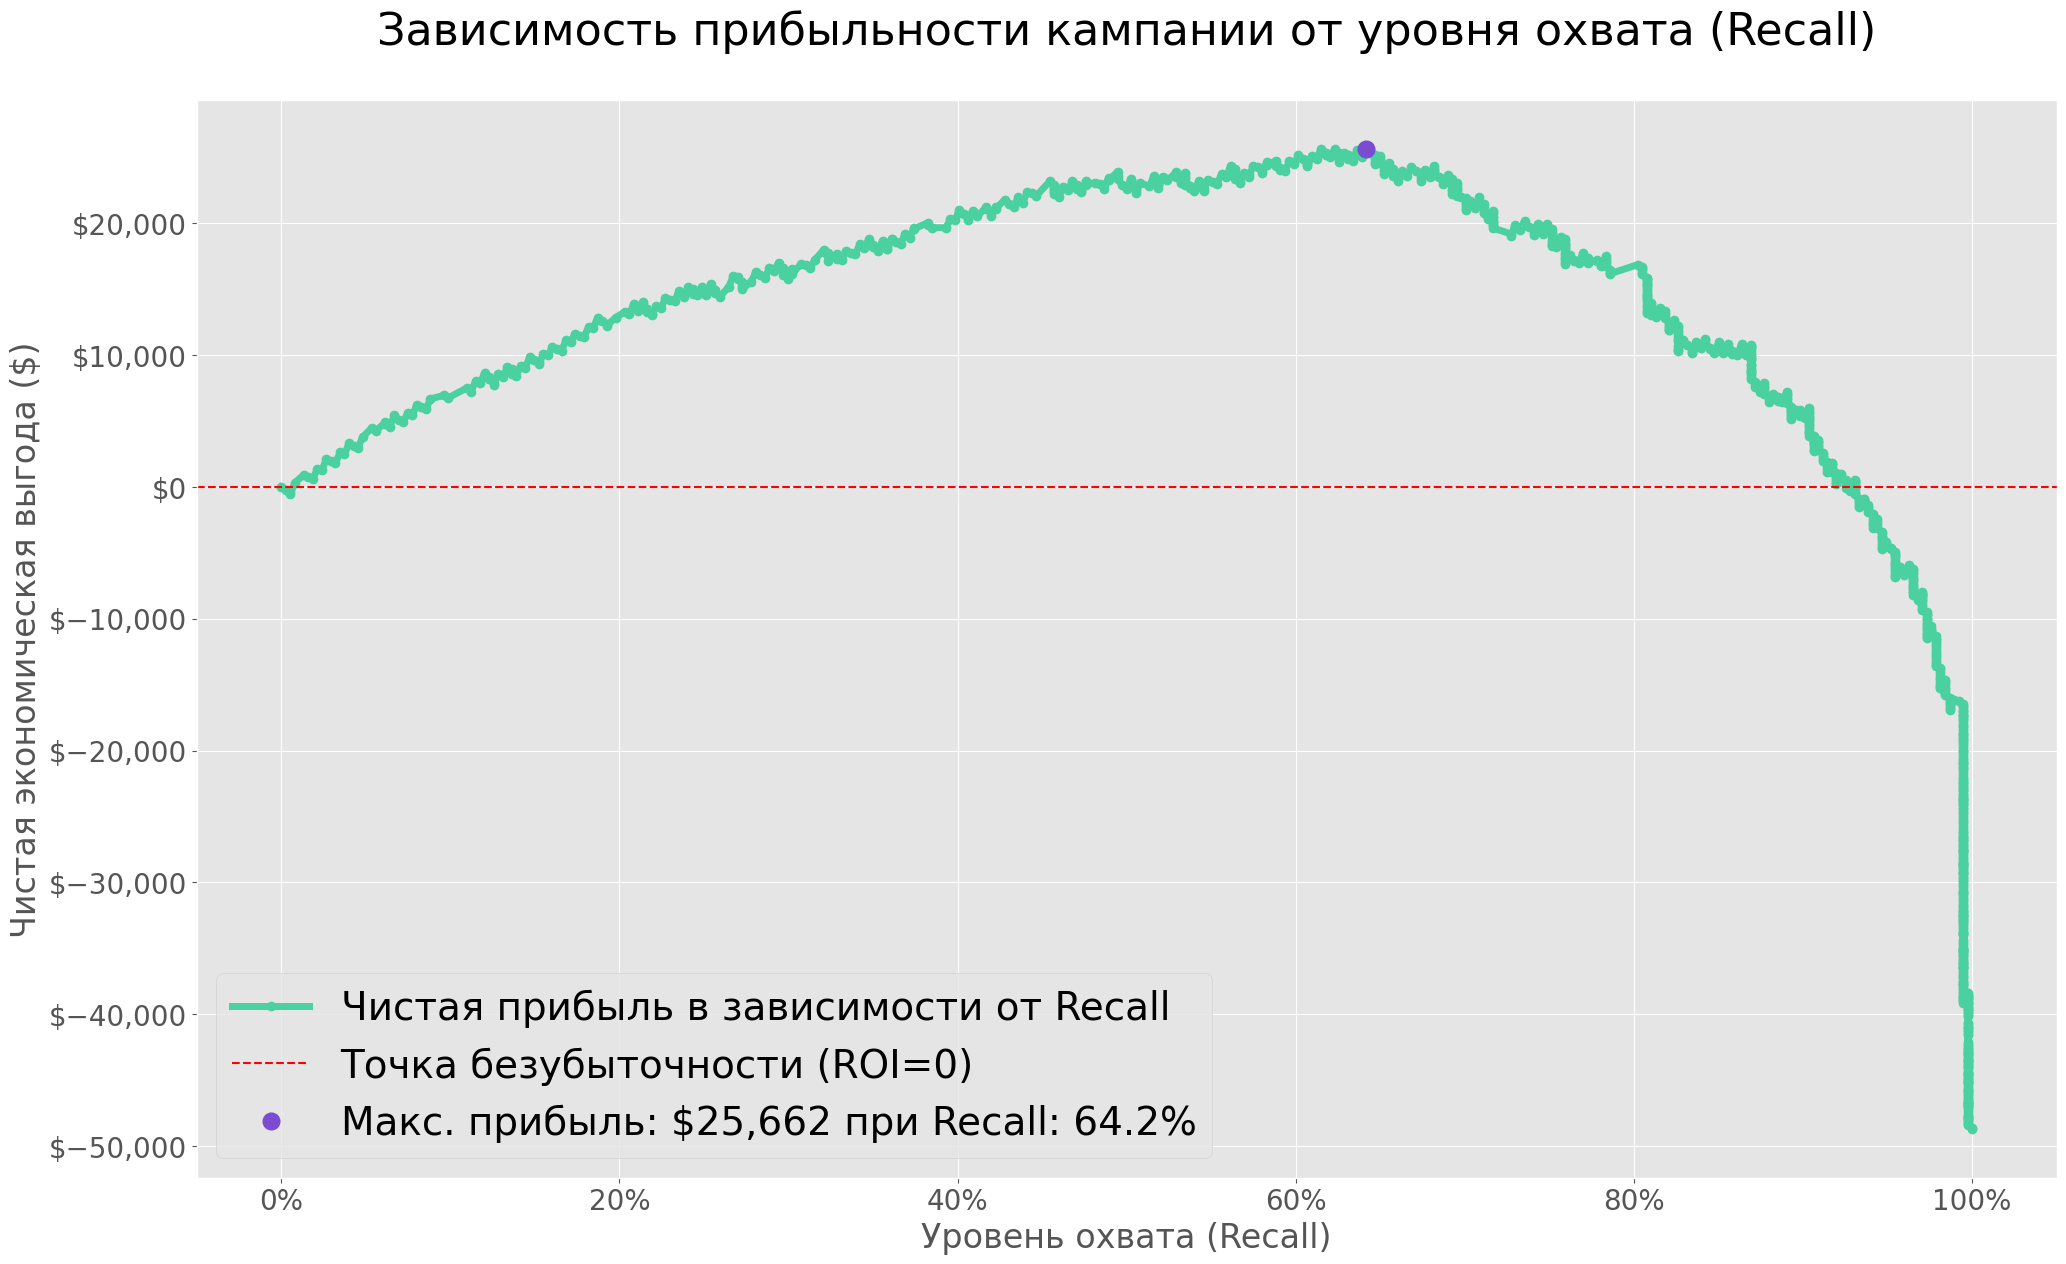 Зависимость прибыльности кампании от уровня охвата (Recall)
Чистая экономическая выгода ($)
$20,000
$10,000
$0
$−10,000
$−20,000
$−30,000
$−40,000
$−50,000
Чистая прибыль в зависимости от Recall
Точка безубыточности (ROI=0)
Макс. прибыль: $25,662 при Recall: 64.2%
0%
20%
40%
60%
80%
100%
Уровень охвата (Recall)